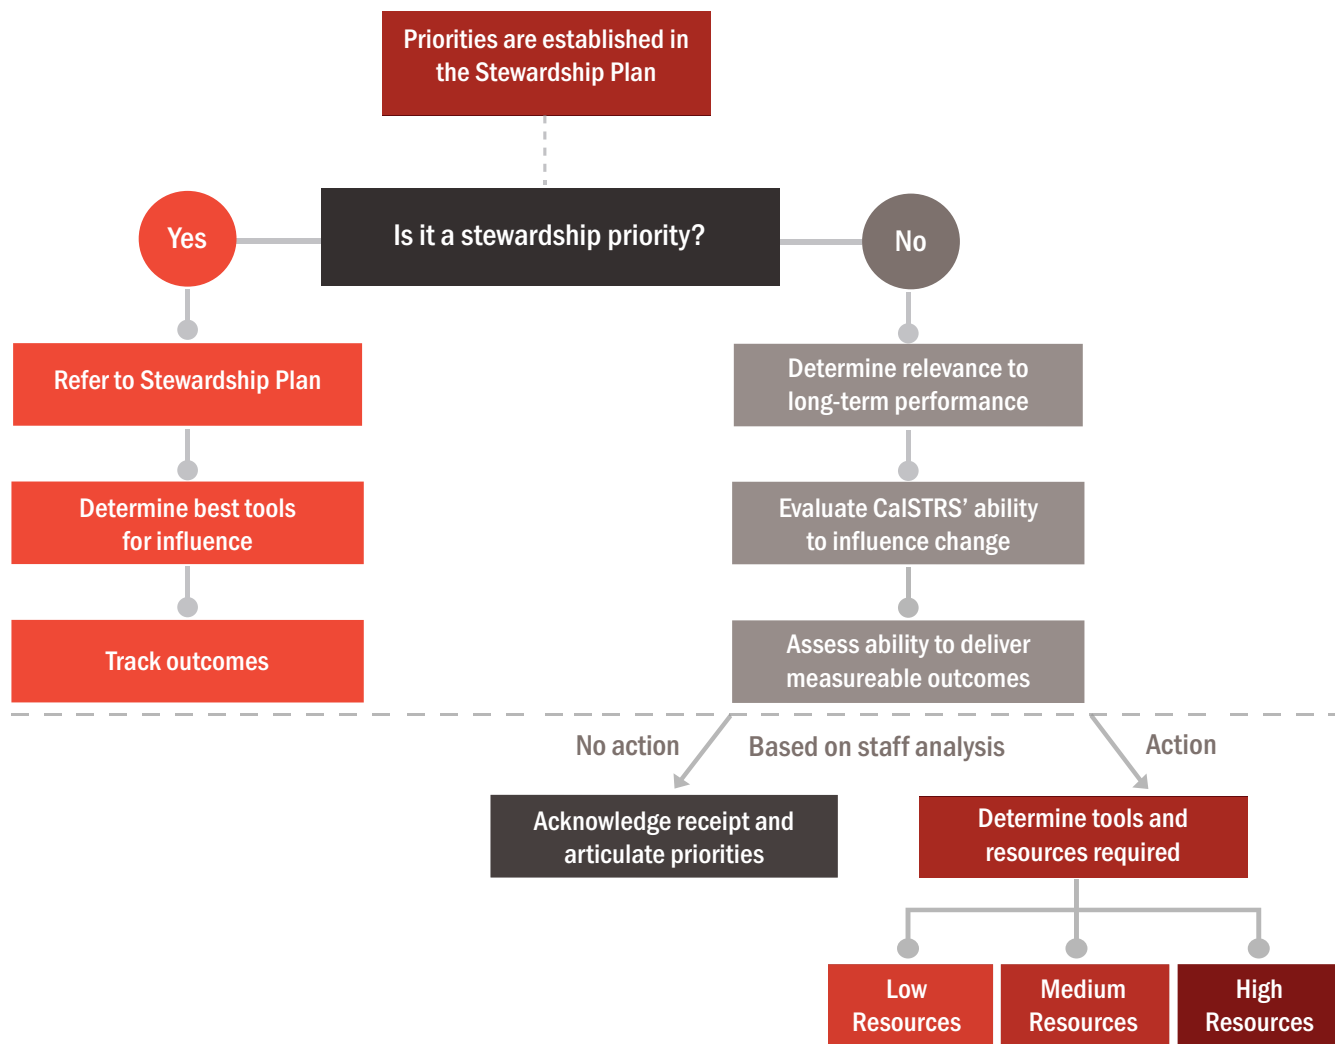 Priorities are established in
the Stewardship Plan
Is it a stewardship priority?
Yes
No
Refer to Stewardship Plan
Determine best tools
for influence
Track outcomes
Determine relevance to
long-term performance
Evaluate CalSTRS’ ability
to influence change
Assess ability to deliver
measureable outcomes
No action
Based on staff analysis
Action
Acknowledge receipt and
articulate priorities
Determine tools and
resources required
Low
Resources
Medium
Resources
High
Resources